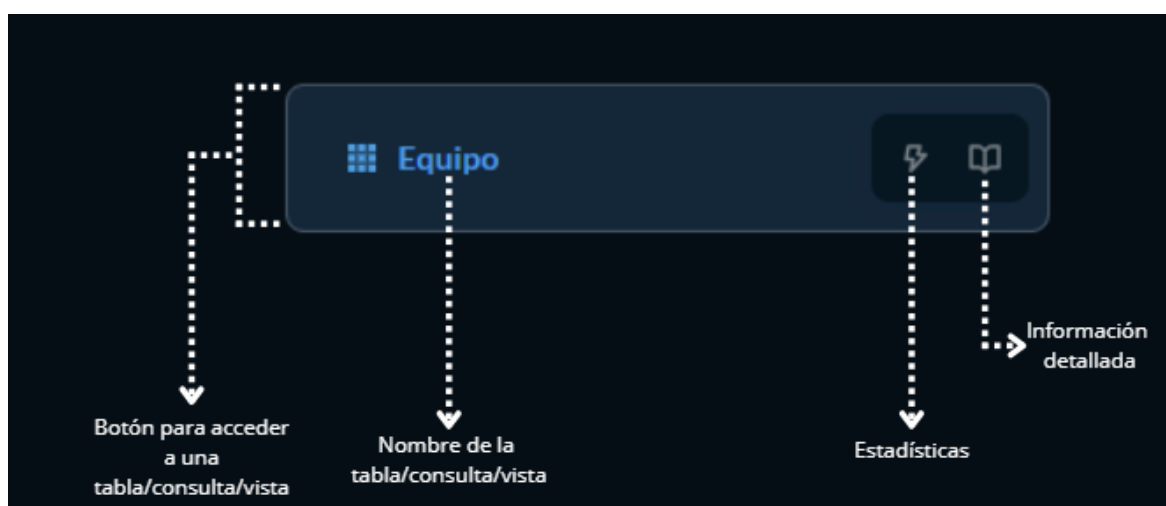 Equipo
Información
detallada
Botón para acceder
a una
tabla/consulta/vista
Nombre de la
tabla/consulta/vista
Estadísticas